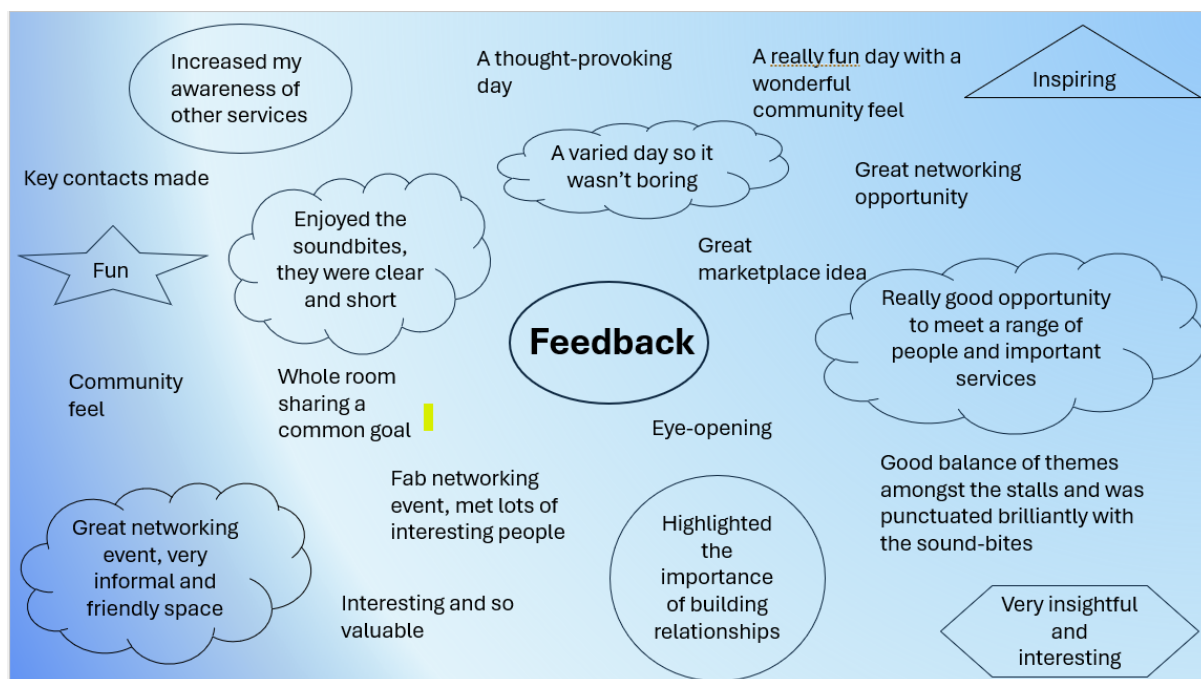 Increased my
awareness of
other services
A thought-provoking
day
A really fun day with a
wonderful
community feel
Inspiring
Key contacts made
A varied day so it
wasn't boring
Great networking
opportunity
Fun
Enjoyed the
soundbites,
they were clear
and short
Great
marketplace idea
Really good opportunity
to meet a range of
people and important
services
Feedback
Community
feel
Whole room
sharing a
common goal
Eye-opening
Good balance of themes
amongst the stalls and was
punctuated brilliantly with
the sound-bites
Fab networking
event, met lots of
interesting people
Great networking
event, very
informal and
friendly space
Highlighted
the
importance
of building
relationships
Interesting and so
valuable
Very insightful
and
interesting